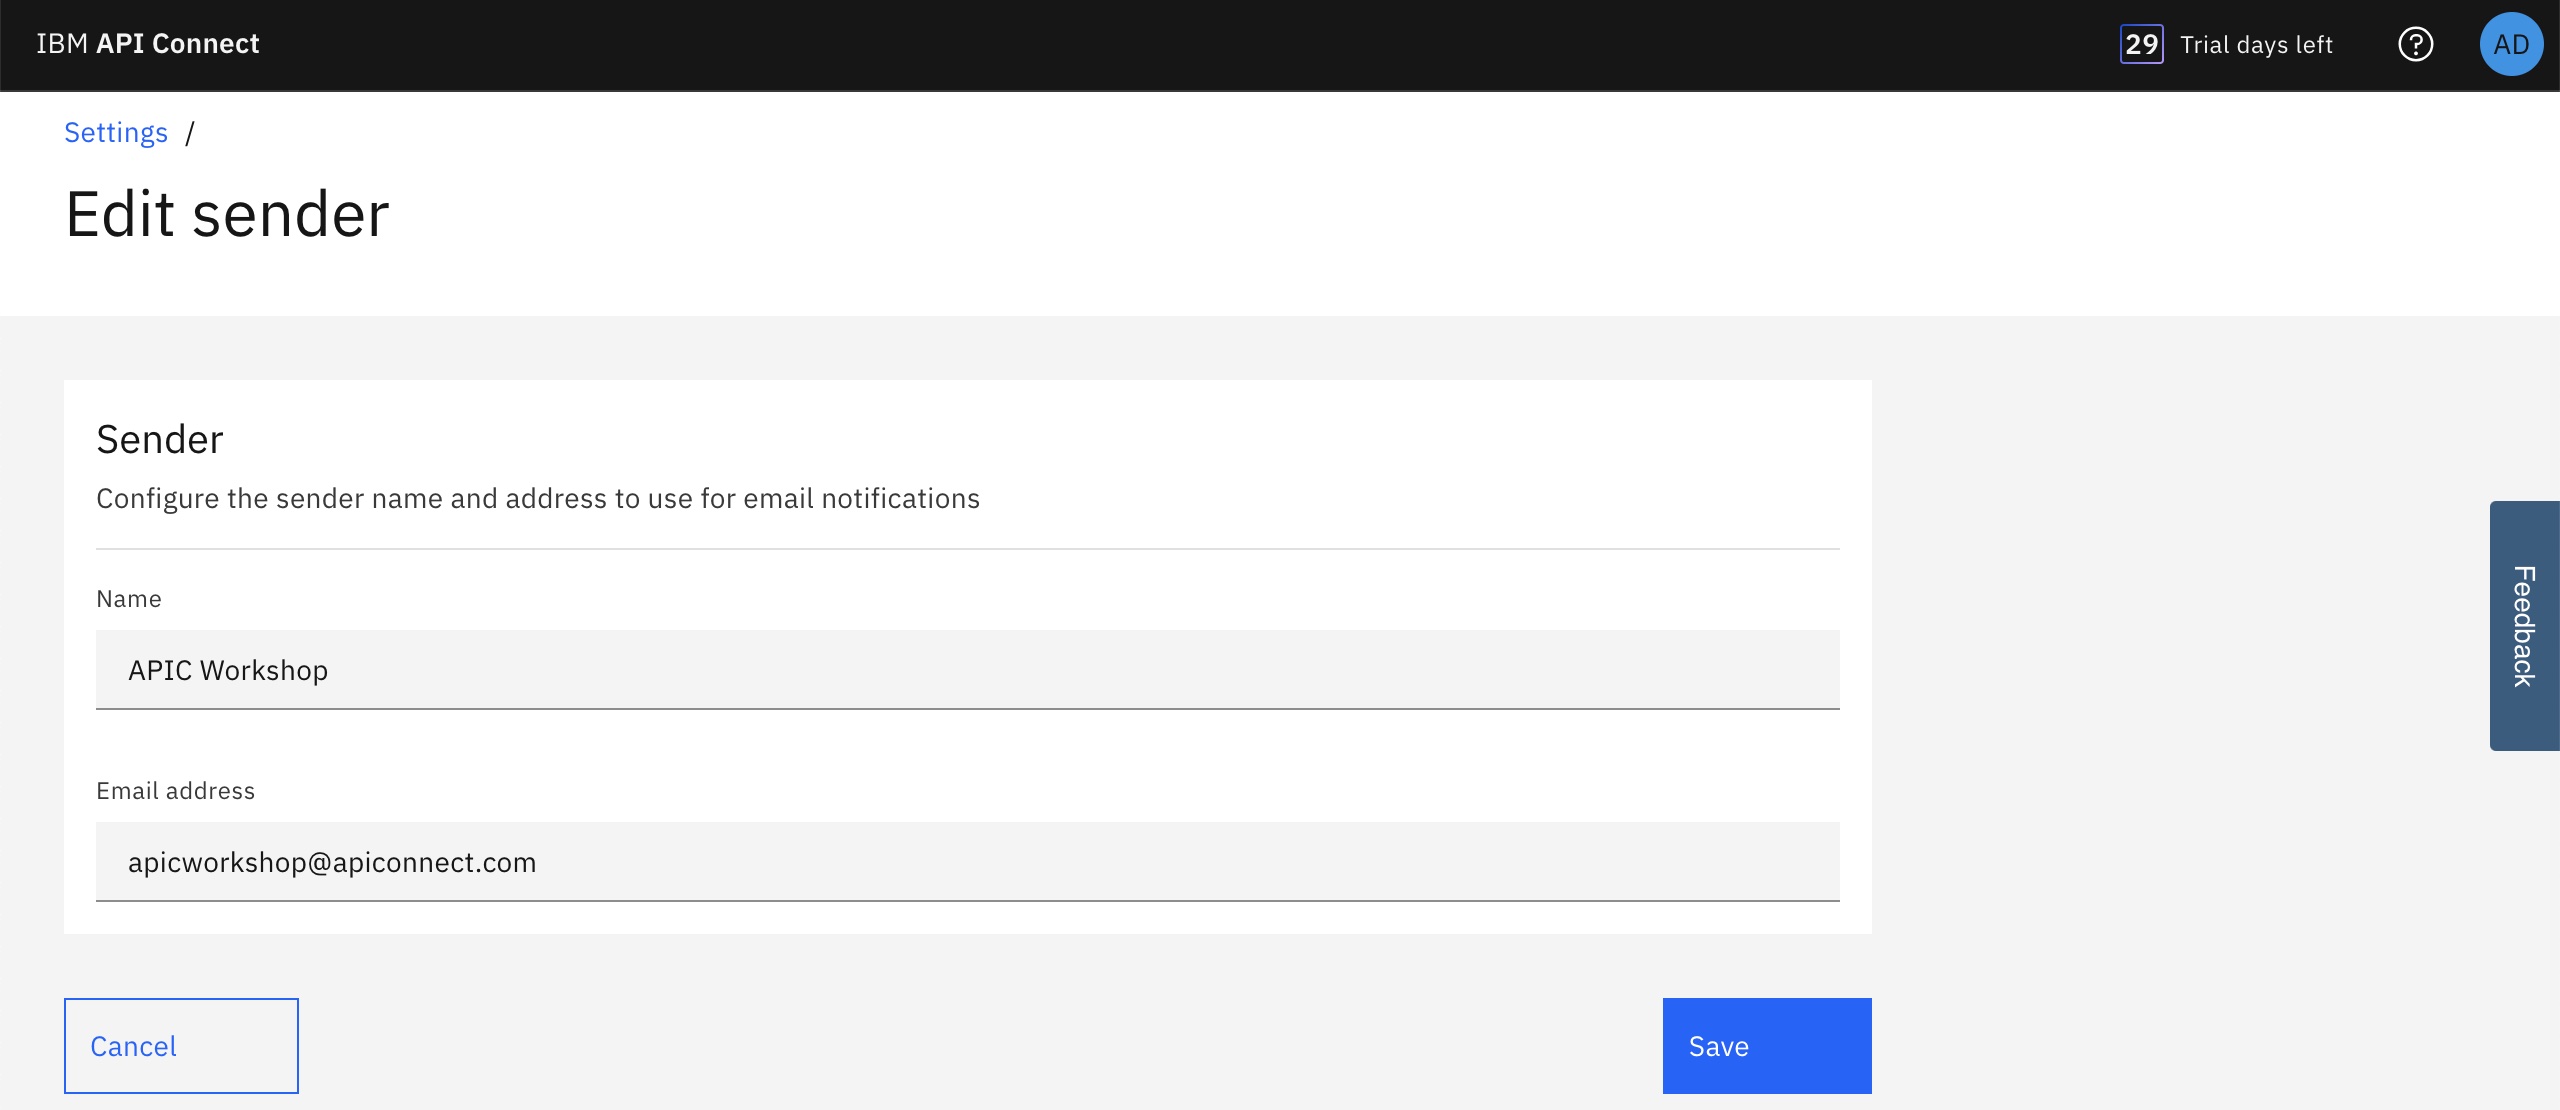 IBM API Connect
29 Trial days left
AD
Settings /
Edit sender
Sender
Configure the sender name and address to use for email notifications
Name
APIC Workshop
Email address
apicworkshop@apiconnect.com
Cancel
Save
Feedback